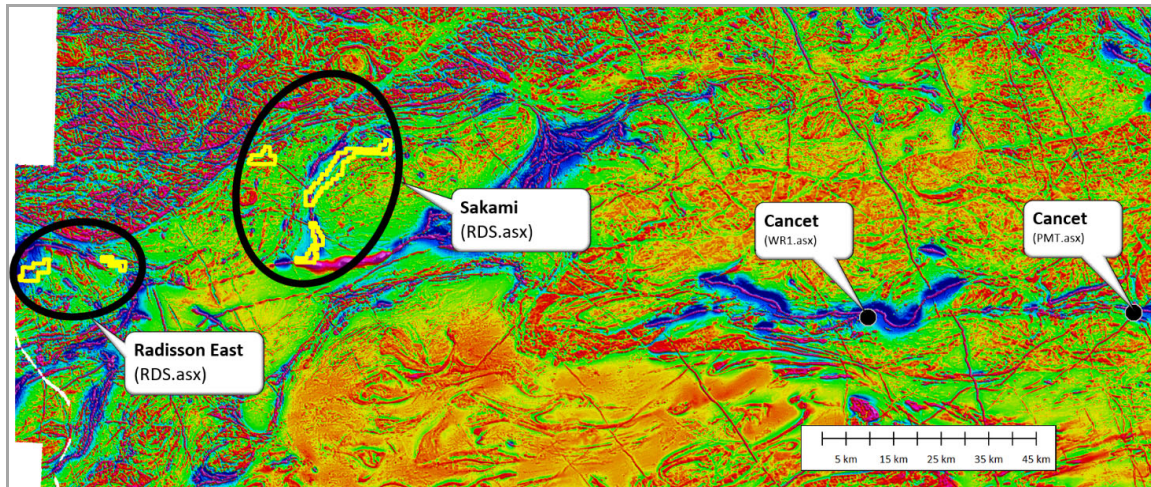 Sakami
(RDS.asx)
Cancet
(WR1.asx)
Cancet
(PMT.asx)
Radisson East
(RDS.asx)
5 km 15 km 25 km 35 km 45 km